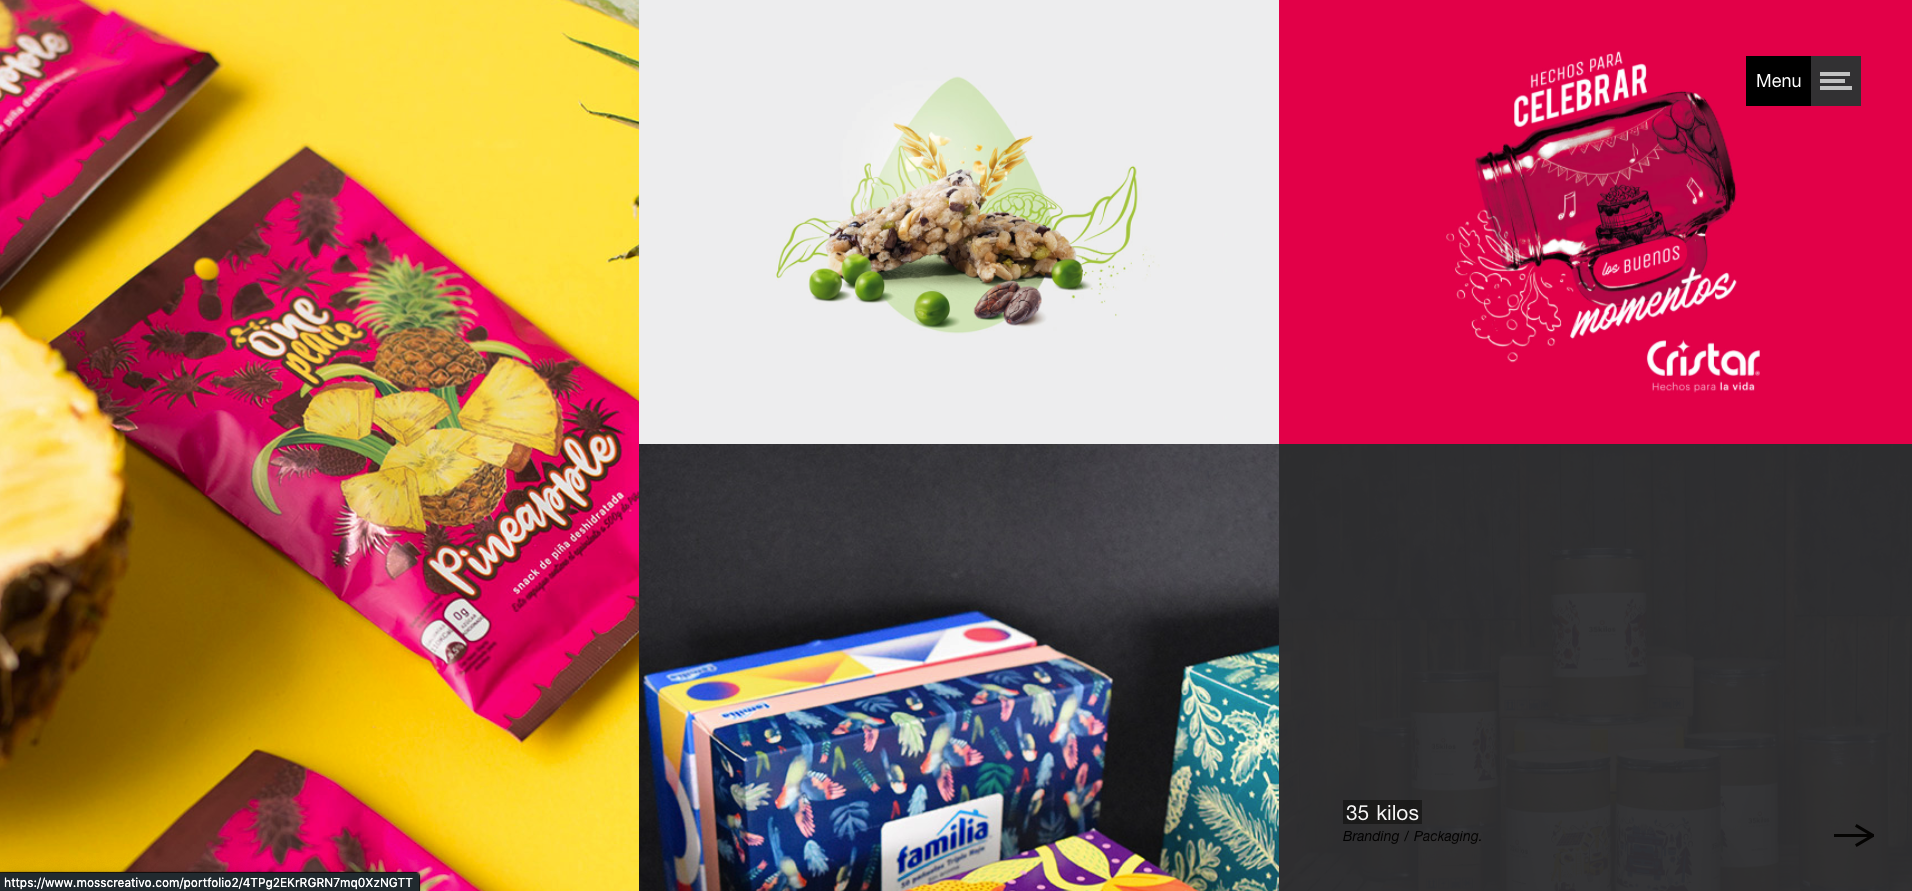 pple
One
peace
Pineapple
snack de piña deshidratada
0g
HECHOS PARA
CELEBRAR
los BUENOS
momentos
Cristar
Hechos para la vida
Menu
familia
familia
35 kilos
Branding / Packaging.
https://www.mosscreativo.com/portfolio2/4TPg2EKrRGRN7mq0XzNGTT